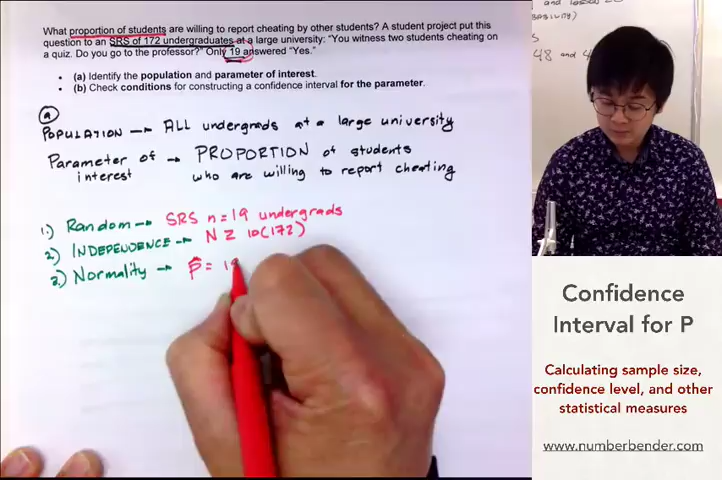 What proportion of students are willing to report cheating by other students? A student project put this
question to an SRS of 172 undergraduates at a large university: "You witness two students cheating on
a quiz. Do you go to the professor?" Only 19 answered "Yes."
• (a) Identify the population and parameter of interest.
• (b) Check conditions for constructing a confidence interval for the parameter.
(a)
POPULATION → ALL undergrads at a large university
Parameter of interest → PROPORTION of students
who are willing to report cheating
1.) Random → SRS n=19 undergrads
2.) INDEPENDENCE → N ≥ 10(172)
3.) Normality → p̂ = 19
48 and 4
Confidence
Interval for P
Calculating sample size,
confidence level, and other
statistical measures
www.numberbender.com